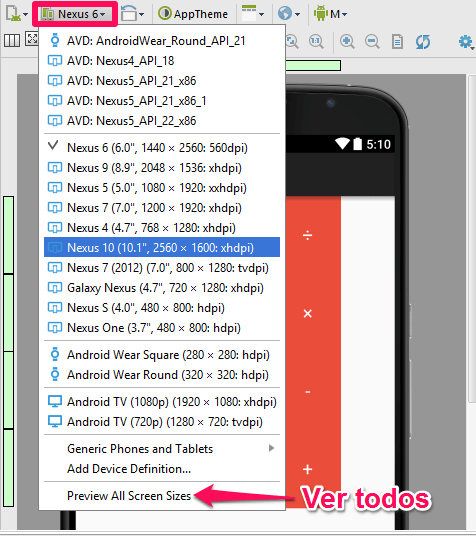 Nexus 6
AppTheme
M
AVD: AndroidWear_Round_API_21
AVD: Nexus4_API_18
AVD: Nexus5_API_21_x86
AVD: Nexus5_API_21_x86_1
AVD: Nexus5_API_22_x86
Nexus 6 (6.0", 1440 × 2560: 560dpi)
Nexus 9 (8.9", 2048 × 1536: xhdpi)
Nexus 5 (5.0", 1080 × 1920: xxhdpi)
Nexus 7 (7.0", 1200 × 1920: xhdpi)
Nexus 4 (4.7", 768 × 1280: xhdpi)
Nexus 10 (10.1", 2560 × 1600: xhdpi)
Nexus 7 (2012) (7.0", 800 × 1280: tvdpi)
Galaxy Nexus (4.7", 720 × 1280: xhdpi)
Nexus S (4.0", 480 × 800: hdpi)
Nexus One (3.7", 480 × 800: hdpi)
Android Wear Square (280 × 280: hdpi)
Android Wear Round (320 × 320: hdpi)
Android TV (1080p) (1920 × 1080: xhdpi)
Android TV (720p) (1280 × 720: tvdpi)
Generic Phones and Tablets
Add Device Definition...
Preview All Screen Sizes
5:10
÷
×
-
+
Ver todos